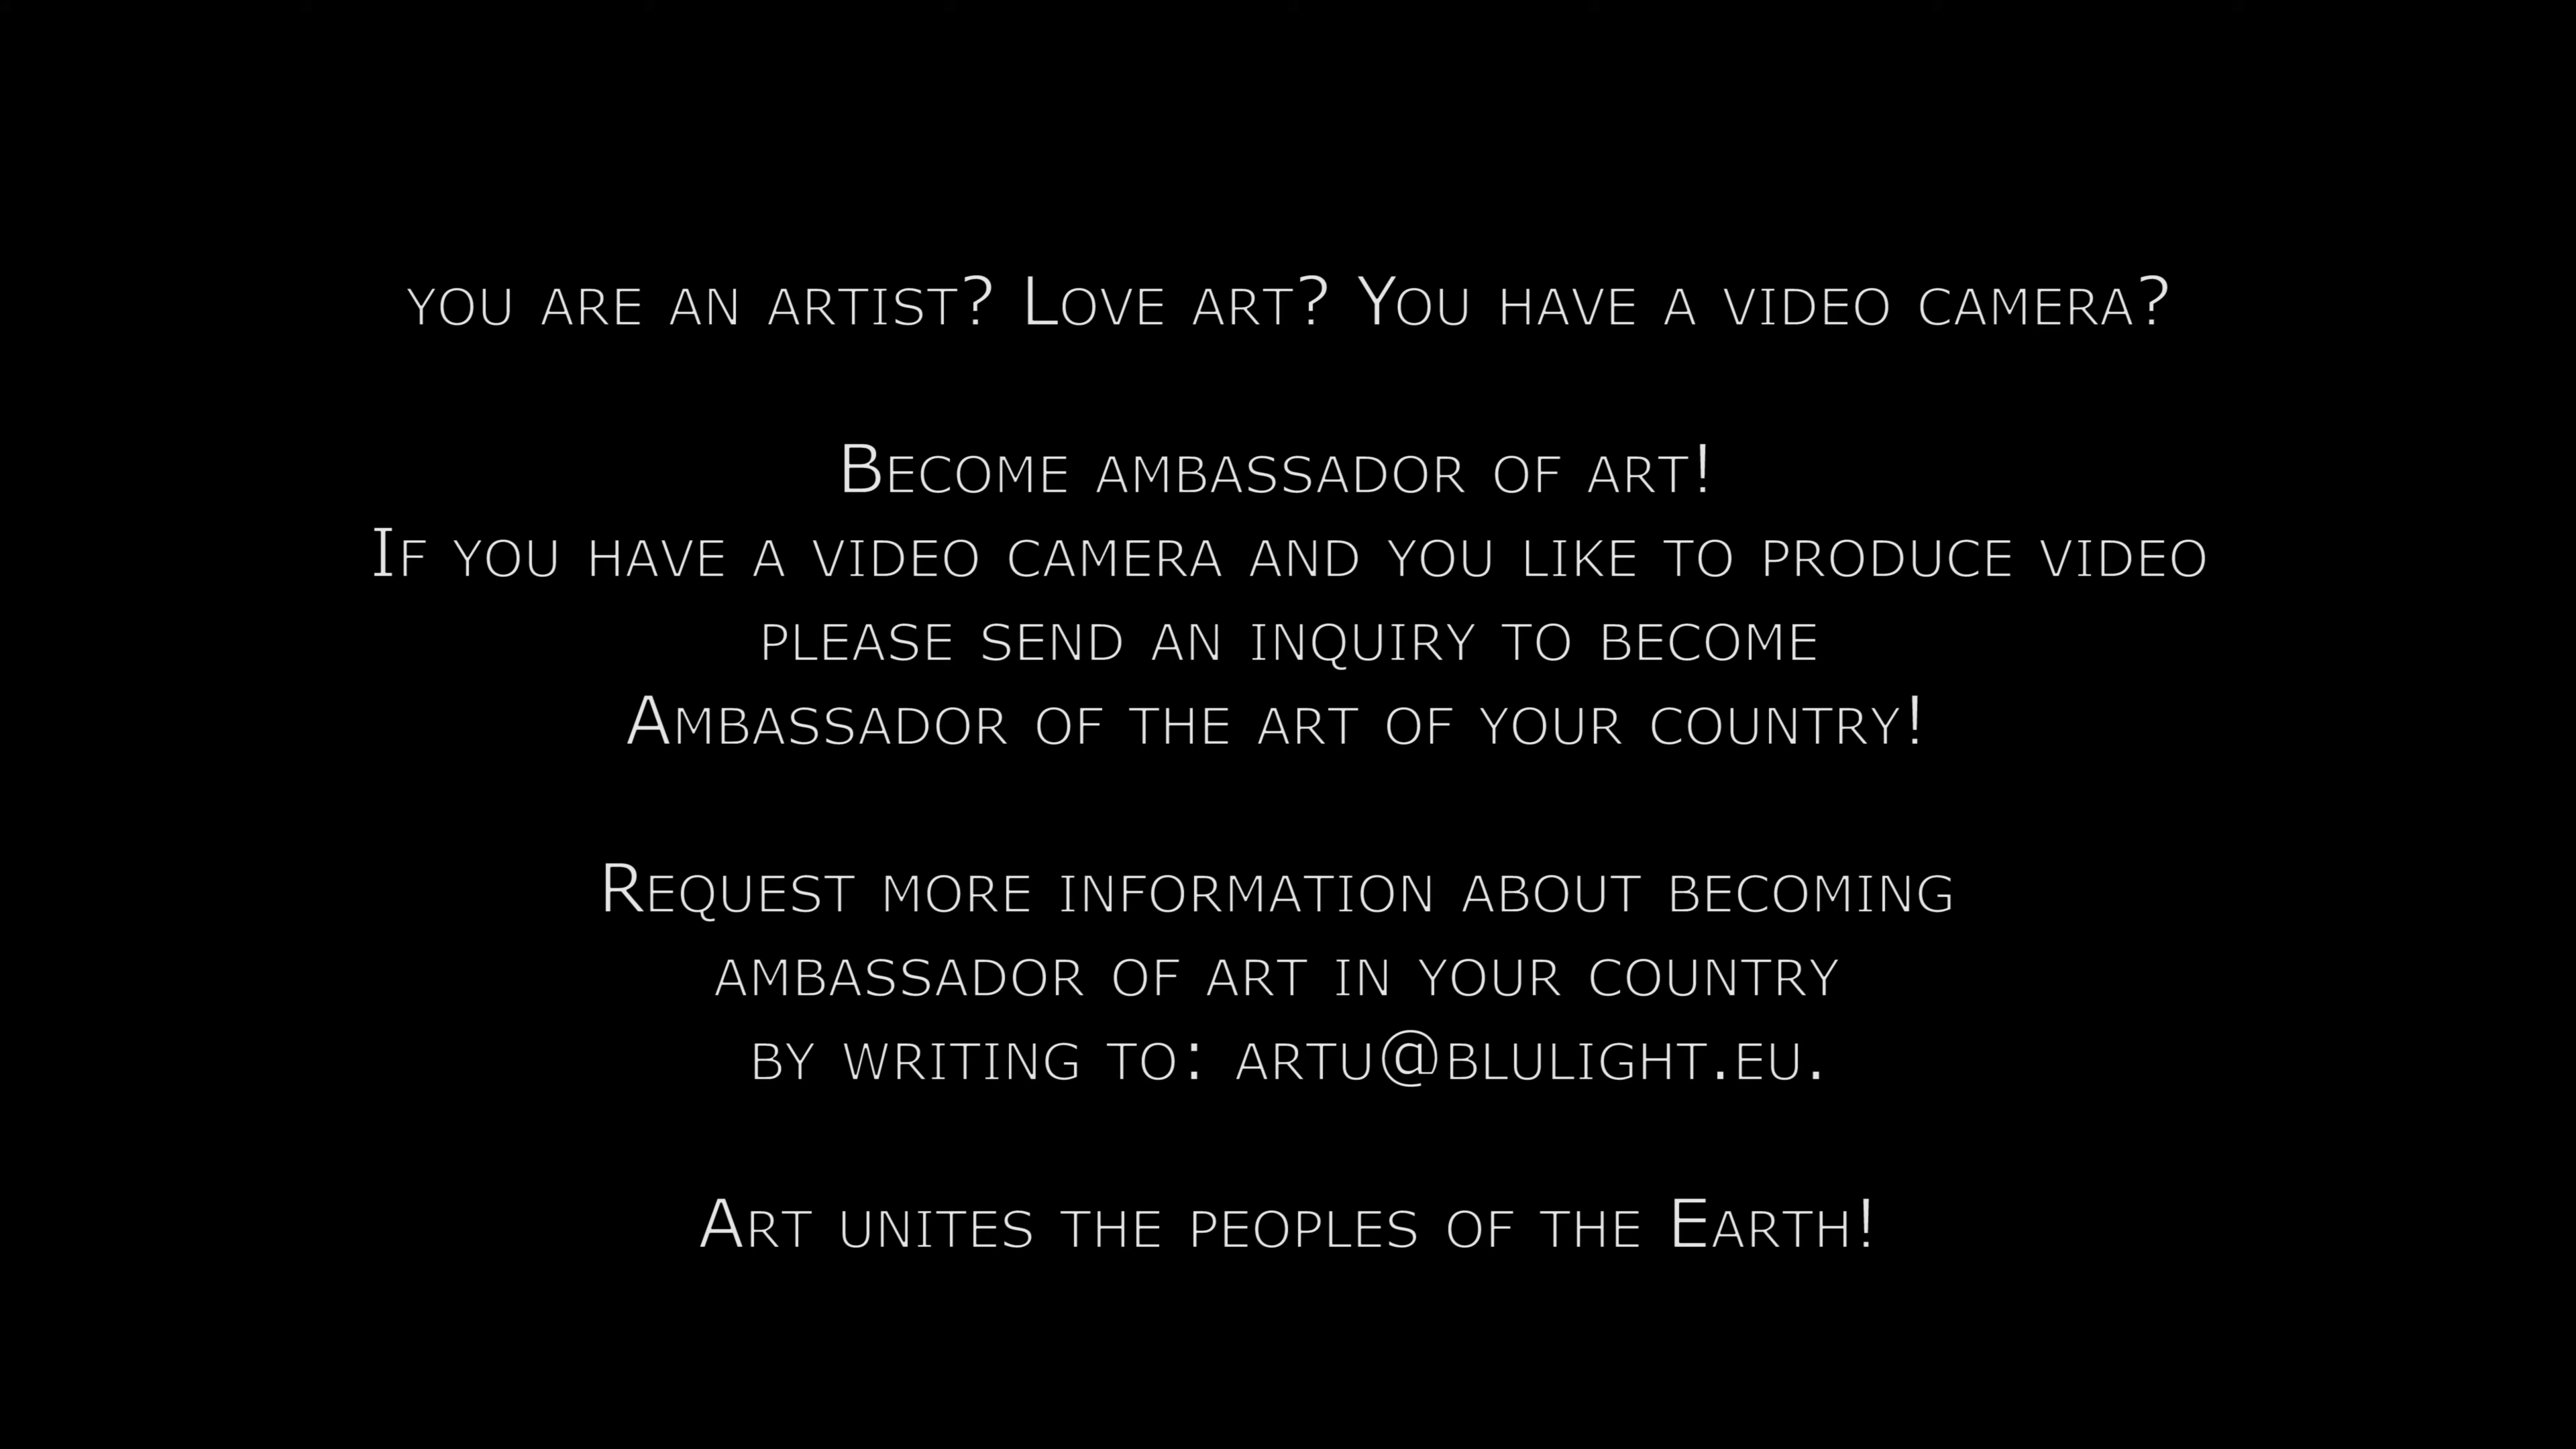 you are an artist? Love art? You have a video camera?
Become ambassador of art!
If you have a video camera and you like to produce video
please send an inquiry to become
Ambassador of the art of your country!
Request more information about becoming
ambassador of art in your country
by writing to: artu@blulight.eu.
Art unites the peoples of the Earth!